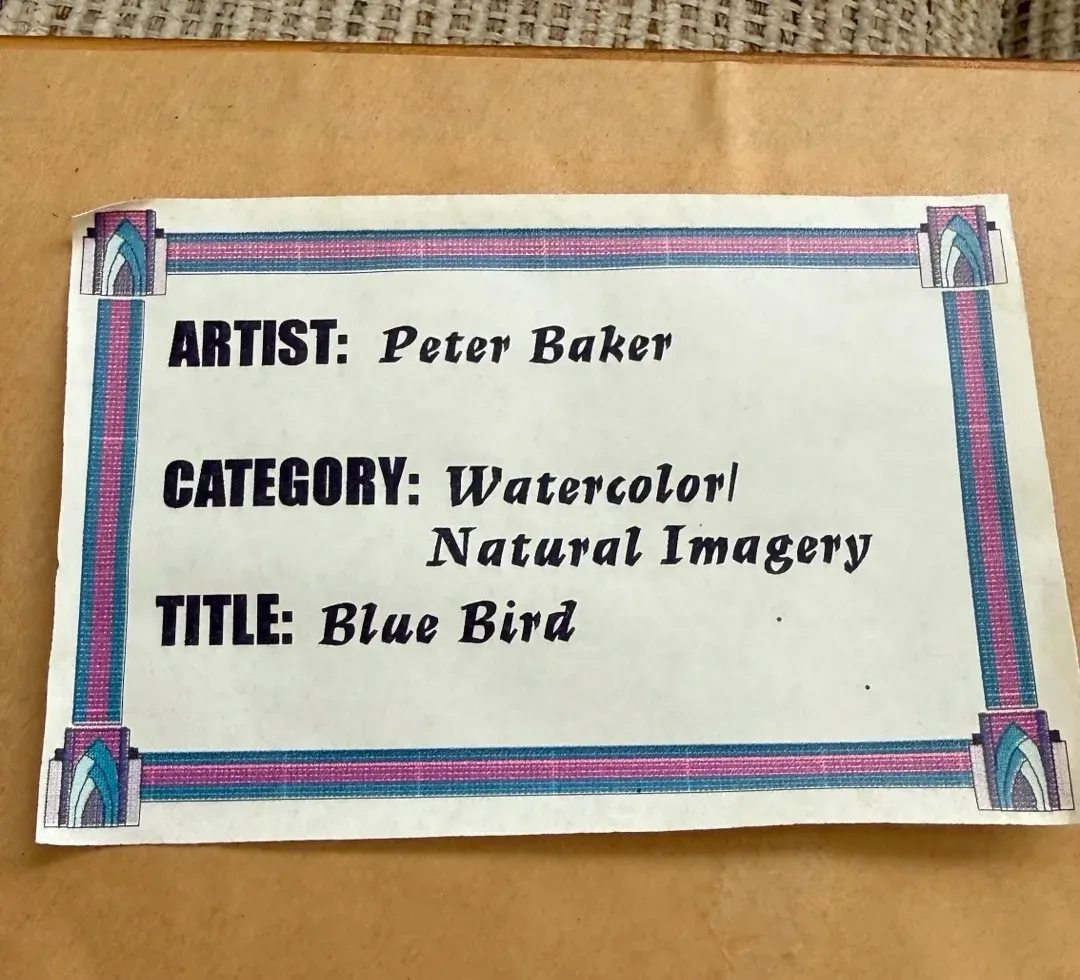 ARTIST: Peter Baker
CATEGORY: Watercolor/
Natural Imagery
TITLE: Blue Bird